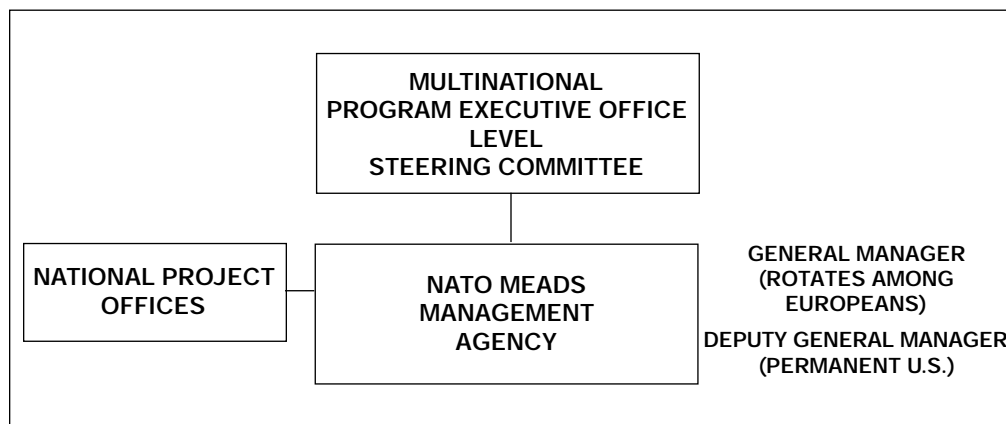 MULTINATIONAL
PROGRAM EXECUTIVE OFFICE
LEVEL
STEERING COMMITTEE
NATIONAL PROJECT
OFFICES
NATO MEADS
MANAGEMENT
AGENCY
GENERAL MANAGER
(ROTATES AMONG
EUROPEANS)
DEPUTY GENERAL MANAGER
(PERMANENT U.S.)